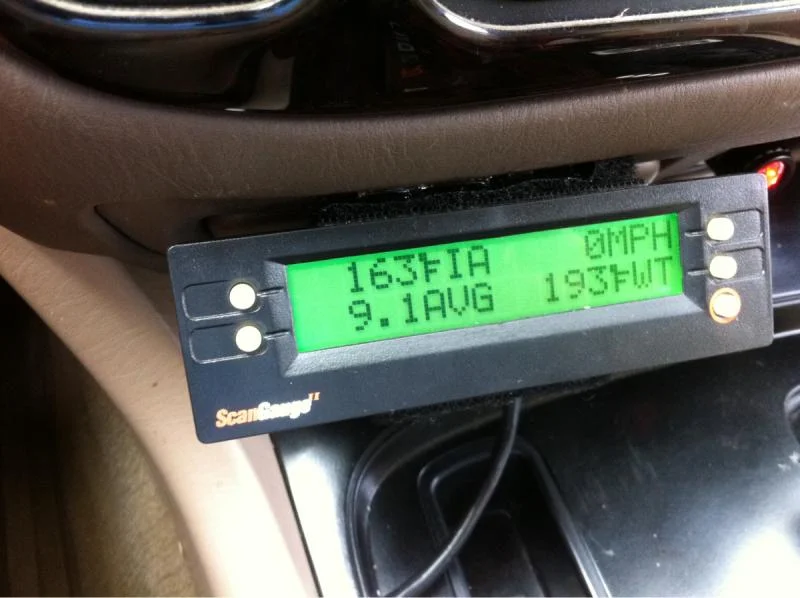 163°FIA 0MPH
9.1AVG 193°FWT
ScanGauge II